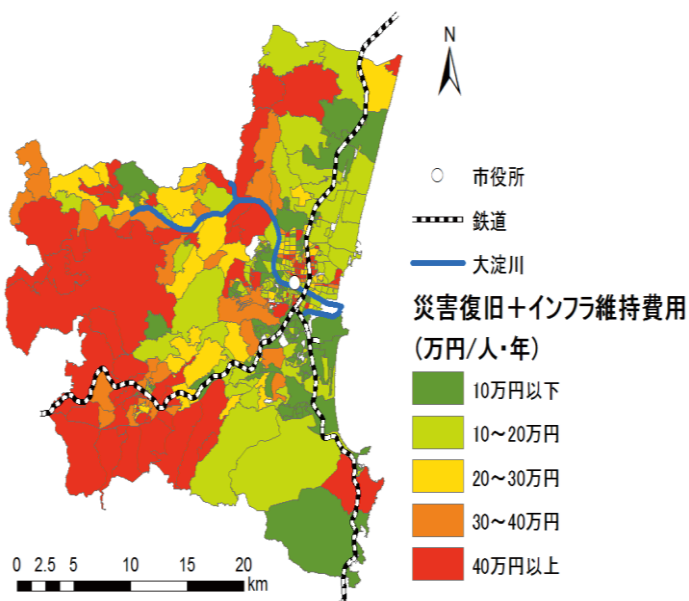 N
市役所
鉄道
大淀川
災害復旧＋インフラ維持費用
(万円/人・年)
10万円以下
10～20万円
20～30万円
30～40万円
40万円以上
0 2.5 5 10 15 20
km